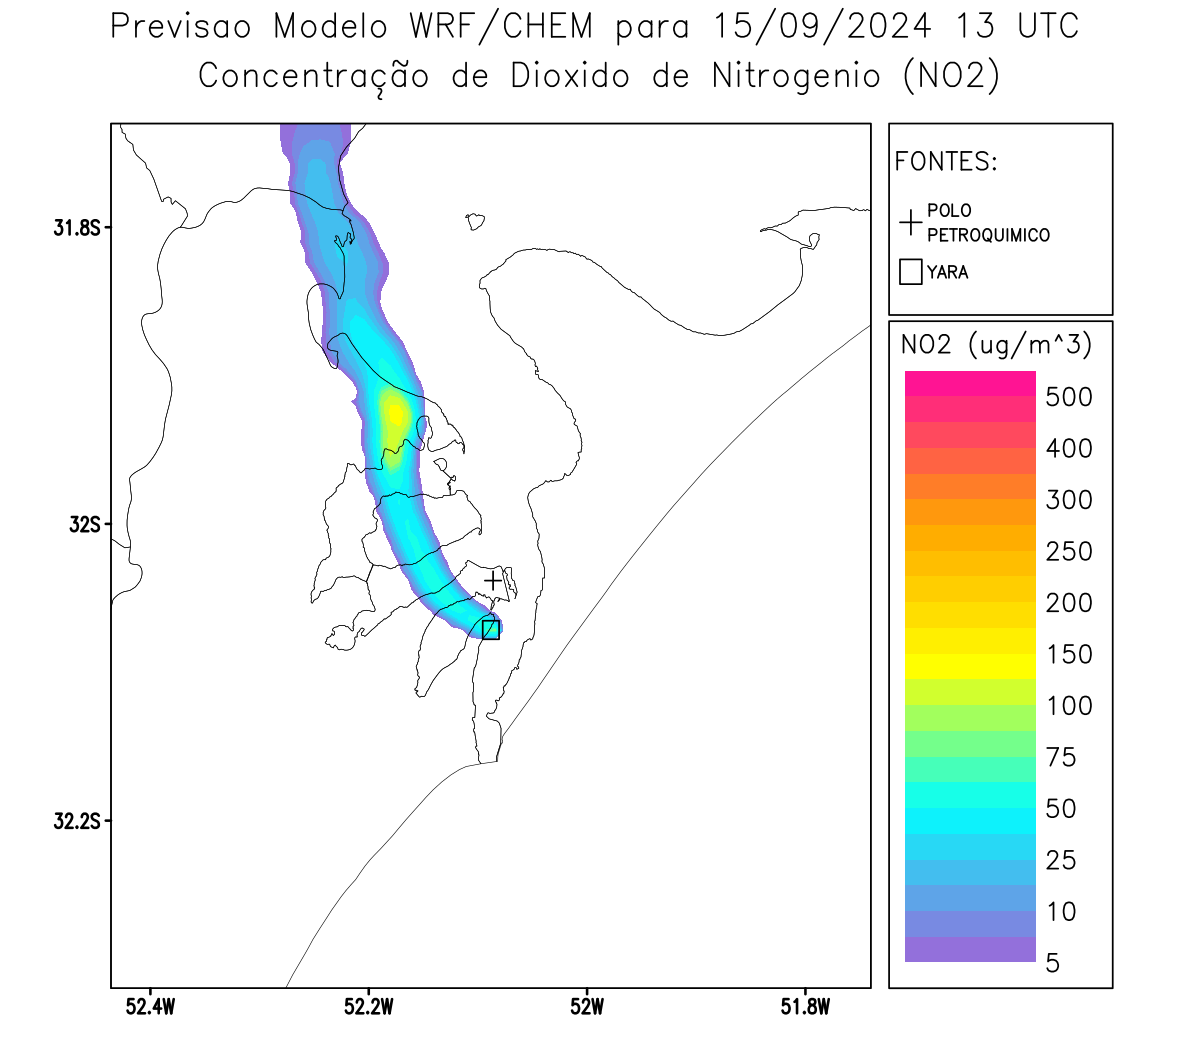 Previsao Modelo WRF/CHEM para 15/09/2024 13 UTC
Concentração de Dioxido de Nitrogenio (NO2)
FONTES:
POLO
PETROQUIMICO
YARA
NO2 (ug/m^3)
500
400
300
250
200
150
100
75
50
25
10
5
31.8S
32S
32.2S
52.4W
52.2W
52W
51.8W